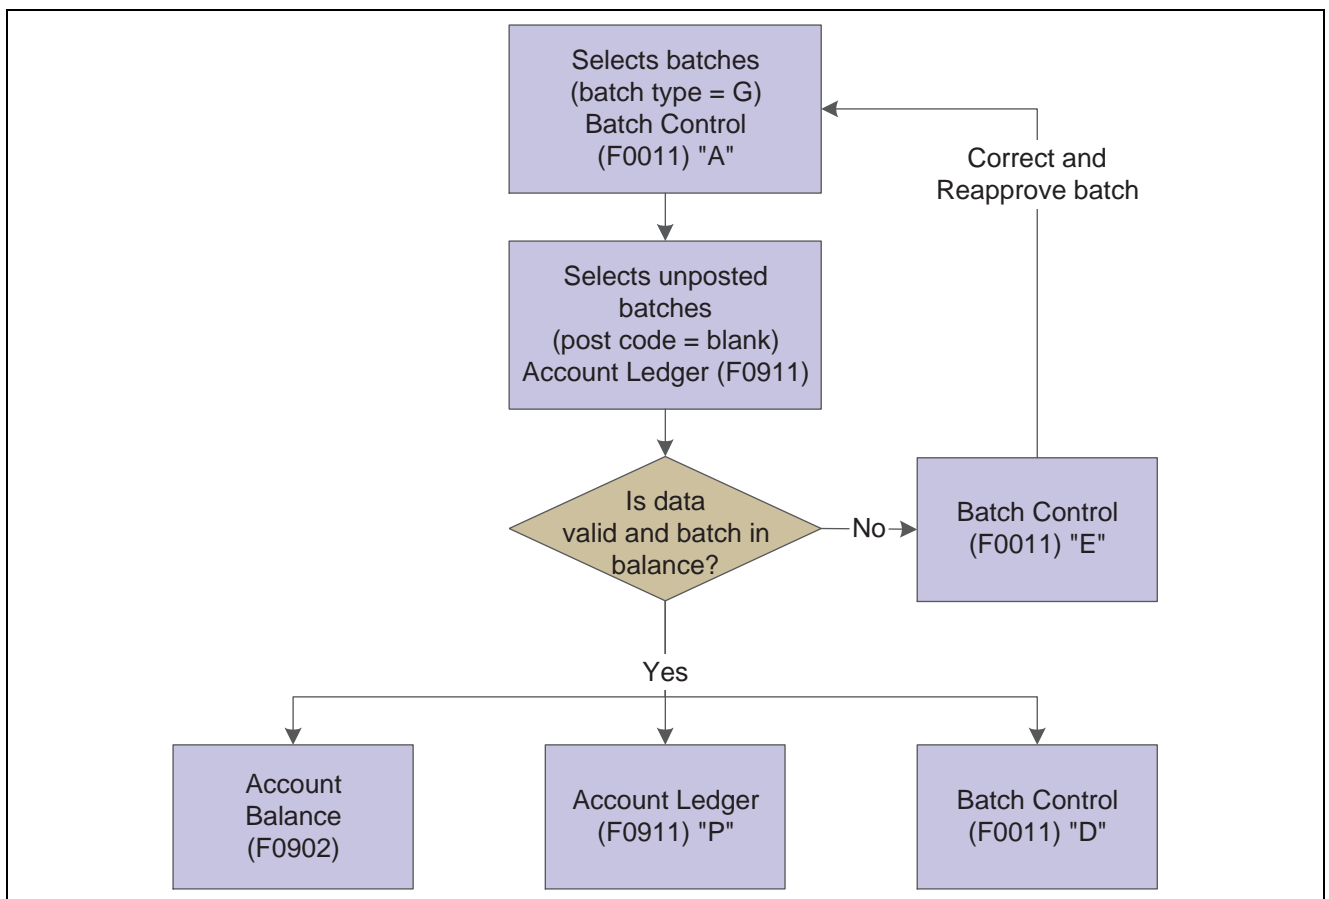 Selects batches
(batch type = G)
Batch Control
(F0011) "A"
Correct and
Reapprove batch
Selects unposted
batches
(post code = blank)
Account Ledger (F0911)
Is data
valid and batch in
balance?
No
Batch Control
(F0011) "E"
Yes
Account
Balance
(F0902)
Account Ledger
(F0911) "P"
Batch Control
(F0011) "D"